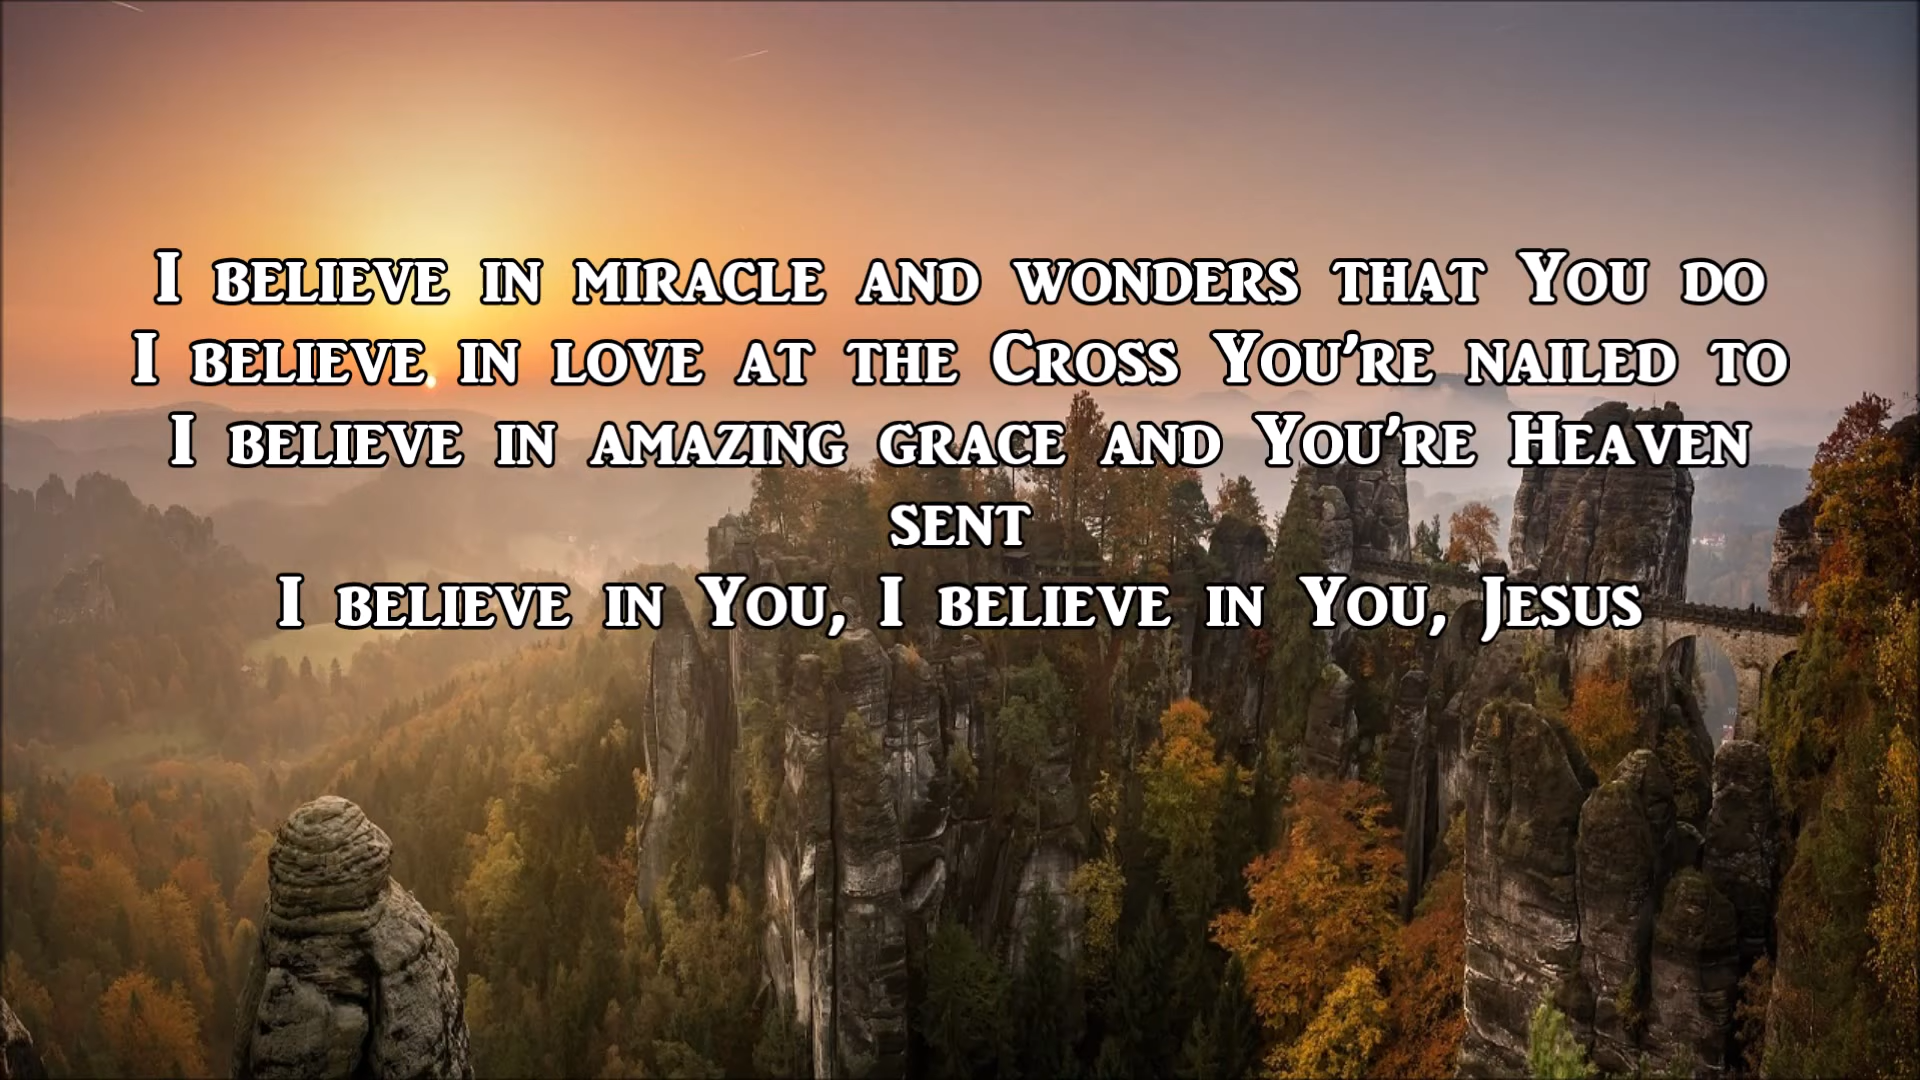 I believe in miracle and wonders that You do
I believe in love at the Cross You're nailed to
I believe in amazing grace and You're Heaven
sent
I believe in You, I believe in You, Jesus